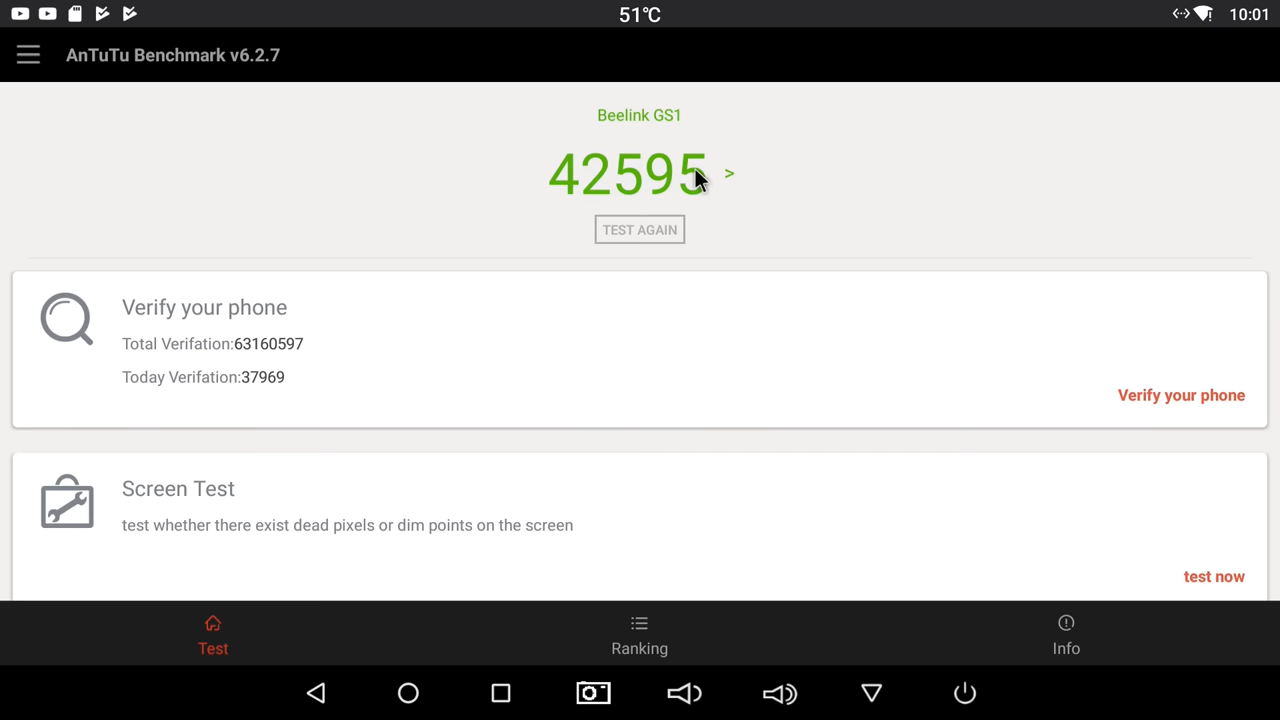 51℃
10:01
AnTuTu Benchmark v6.2.7
Beelink GS1
42595 >
TEST AGAIN
Verify your phone
Total Verifation:63160597
Today Verifation:37969
Verify your phone
Screen Test
test whether there exist dead pixels or dim points on the screen
test now
Test
Ranking
Info